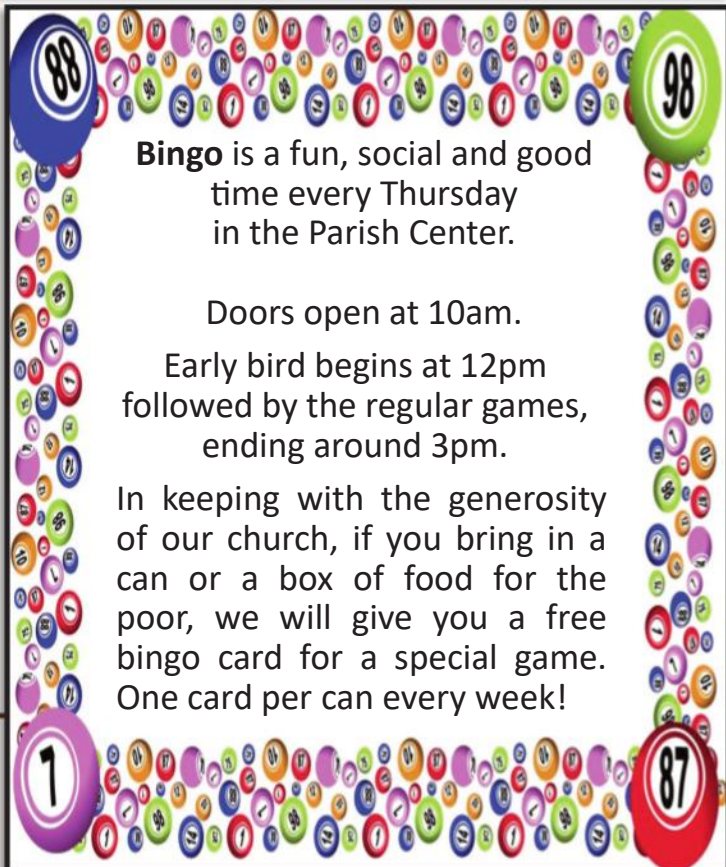 88
98
Bingo is a fun, social and good
time every Thursday
in the Parish Center.
Doors open at 10am.
Early bird begins at 12pm
followed by the regular games,
ending around 3pm.
In keeping with the generosity
of our church, if you bring in a
can or a box of food for the
poor, we will give you a free
bingo card for a special game.
One card per can every week!
7
87